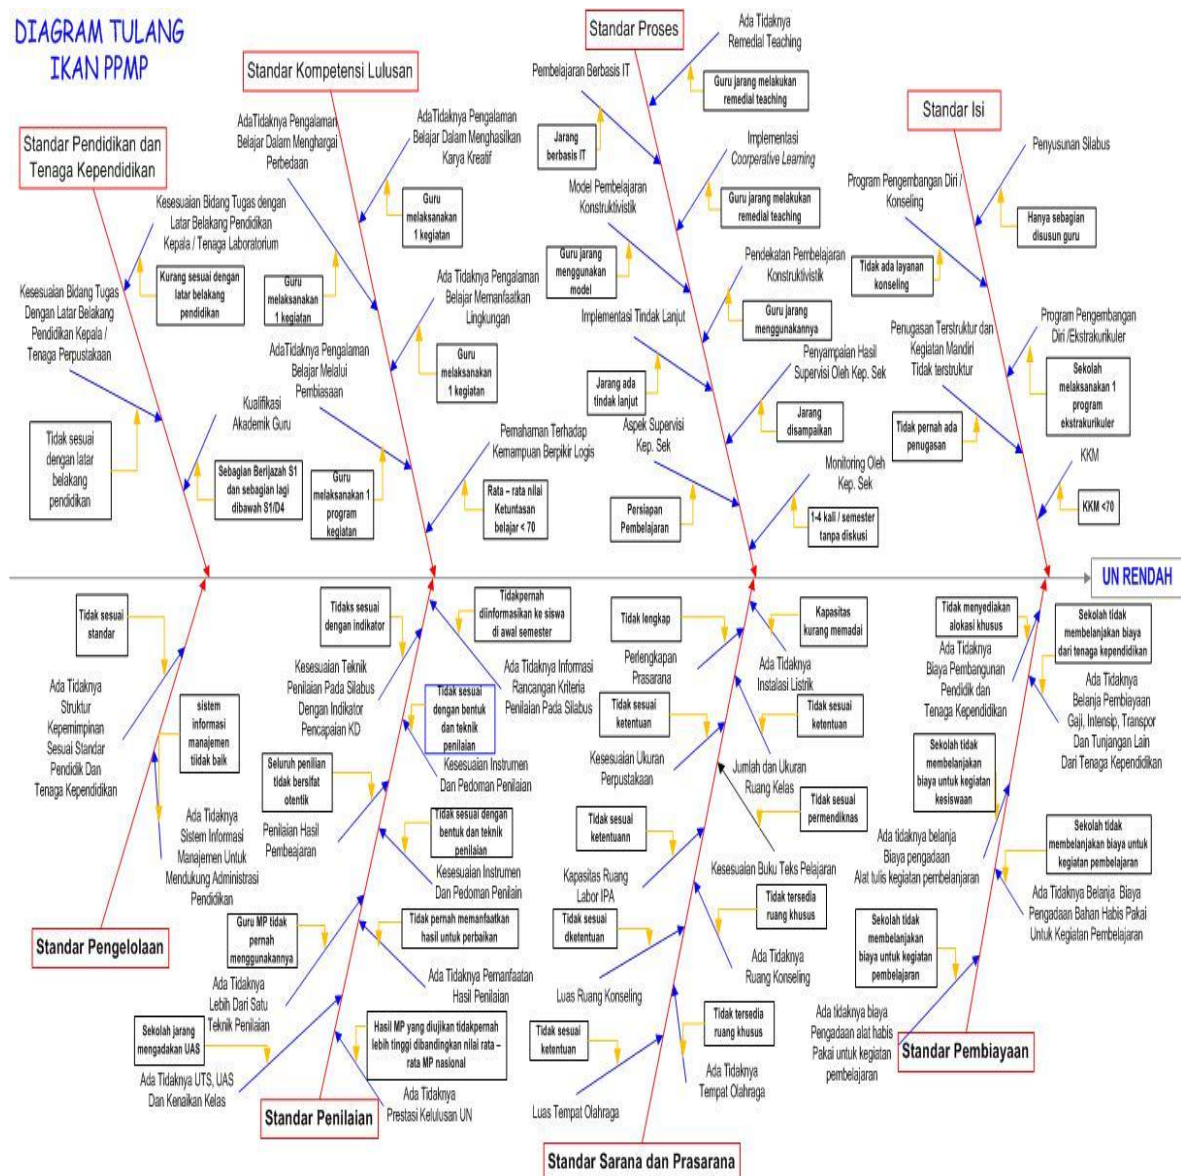 DIAGRAM TULANG
IKAN PPMP
Standar Pendidikan dan
Tenaga Kependidikan
Kesesuaian Bidang Tugas dengan
Latar Belakang Pendidikan
Kepala / Tenaga Laboratorium
Kurang sesuai dengan
latar belakang
pendidikan
Kesesuaian Bidang Tugas
Dengan Latar Belakang
Pendidikan Kepala /
Tenaga Perpustakaan
Tidak sesuai
dengan latar
belakang
pendidikan
Kualifikasi
Akademik Guru
Sebagian Berijazah S1
dan sebagian lagi
dibawah S1/D4
Standar Kompetensi Lulusan
AdaTidaknya Pengalaman
Belajar Dalam Menghargai
Perbedaan
Guru
melaksanakan
1 kegiatan
AdaTidaknya Pengalaman
Belajar Dalam Menghasilkan
Karya Kreatif
Guru
melaksanakan
1 kegiatan
Ada Tidaknya Pengalaman
Belajar Memanfaatkan
Lingkungan
Guru
melaksanakan
1 kegiatan
AdaTidaknya Pengalaman
Belajar Melalui
Pembiasaan
Guru
melaksanakan 1
program
kegiatan
Pemahaman Terhadap
Kemampuan Berpikir Logis
Rata – rata nilai
Ketuntasan
belajar < 70
Standar Proses
Ada Tidaknya
Remedial Teaching
Guru jarang melakukan
remedial teaching
Pembelajaran Berbasis IT
Jarang
berbasis IT
Implementasi
Coorperative Learning
Guru jarang melakukan
remedial teaching
Model Pembelajaran
Konstruktivistik
Guru jarang
menggunakan
model
Pendekatan Pembelajaran
Konstruktivistik
Guru jarang
menggunakannya
Implementasi Tindak Lanjut
Jarang ada
tindak lanjut
Penyampaian Hasil
Supervisi Oleh Kep. Sek
Jarang
disampaikan
Aspek Supervisi
Kep. Sek
Persiapan
Pembelajaran
Monitoring Oleh
Kep. Sek
1-4 kali / semester
tanpa diskusi
Standar Isi
Penyusunan Silabus
Hanya sebagian
disusun guru
Program Pengembangan Diri /
Konseling
Tidak ada layanan
konseling
Program Pengembangan
Diri /Ekstrakurikuler
Sekolah
melaksanakan 1
program
ekstrakurikuler
Penugasan Terstruktur dan
Kegiatan Mandiri
Tidak terstruktur
Tidak pernah ada
penugasan
KKM
KKM <70
UN RENDAH
Tidak sesuai
standar
Ada Tidaknya
Struktur
Kepemimpinan
Sesuai Standar
Pendidik Dan
Tenaga Kependidikan
sistem
informasi
manajemen
tiidak baik
Ada Tidaknya
Sistem Informasi
Manajemen Untuk
Mendukung Administrasi
Pendidikan
Standar Pengelolaan
Tidaks sesuai
dengan indikator
Kesesuaian Teknik
Penilaian Pada Silabus
Dengan Indikator
Pencapaian KD
Tidakpernah
diinformasikan ke siswa
di awal semester
Ada Tidaknya Informasi
Rancangan Kriteria
Penilaian Pada Silabus
Tidak sesuai
dengan bentuk
dan teknik
penilaian
Kesesuaian Instrumen
Dan Pedoman Penilaian
Seluruh penilian
tidak bersifat
otentik
Penilaian Hasil
Pembeajaran
Tidak sesuai dengan
bentuk dan teknik
penilaian
Kesesuaian Instrumen
Dan Pedoman Penilain
Guru MP tidak
pernah
menggunakannya
Ada Tidaknya
Lebih Dari Satu
Teknik Penilaian
Tidak pernah memanfaatkan
hasil untuk perbaikan
Ada Tidaknya Pemanfaatan
Hasil Penilaian
Sekolah jarang
mengadakan UAS
Ada Tidaknya UTS, UAS
Dan Kenaikan Kelas
Hasil MP yang diujikan tidakpernah
lebih tinggi dibandingkan nilai rata –
rata MP nasional
Ada Tidaknya
Prestasi Kelulusan UN
Standar Penilaian
Tidak lengkap
Perlengkapan
Prasarana
Kapasitas
kurang memadai
Ada Tidaknya
Instalasi Listrik
Tidak sesuai
ketentuan
Kesesuaian Ukuran
Perpustakaan
Tidak sesuai
ketentuan
Jumlah dan Ukuran
Ruang Kelas
Tidak sesuai
permendiknas
Kesesuaian Buku Teks Pelajaran
Tidak sesuai
ketentuann
Kapasitas Ruang
Labor IPA
Tidak tersedia
ruang khusus
Ada Tidaknya
Ruang Konseling
Tidak sesuai
dketentuan
Luas Ruang Konseling
Tidak tersedia
ruang khusus
Ada Tidaknya
Tempat Olahraga
Tidak sesuai
ketentuan
Luas Tempat Olahraga
Standar Sarana dan Prasarana
Tidak menyediakan
alokasi khusus
Ada Tidaknya
Biaya Pembangunan
Pendidik dan
Tenaga Kependidikan
Sekolah tidak
membelanjakan biaya
dari tenaga kependidikan
Ada Tidaknya
Belanja Pembiayaan
Gaji, Intensip, Transpor
Dan Tunjangan Lain
Dari Tenaga Kependidikan
Sekolah tidak
membelanjakan
biaya untuk kegiatan
kesiswaan
Ada tidaknya belanja
Biaya pengadaan
Alat tulis kegiatan pembelanjaran
Sekolah tidak
membelanjakan biaya untuk
kegiatan pembelajaran
Ada Tidaknya Belanja Biaya
Pengadaan Bahan Habis Pakai
Untuk Kegiatan Pembelajaran
Sekolah tidak
membelanjakan
biaya untuk kegiatan
pembelajaran
Ada tidaknya biaya
Pengadaan alat habis
Pakai untuk kegiatan
pembelajaran
Standar Pembiayaan